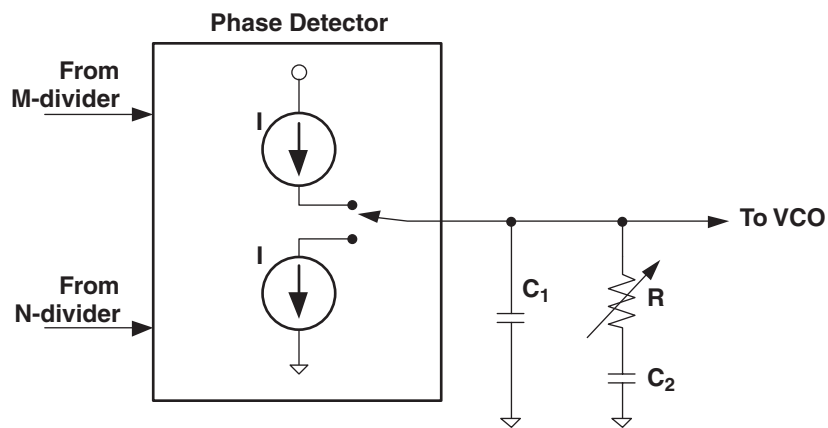 Phase Detector
From
M-divider
I
To VCO
I
C1
R
From
N-divider
C2